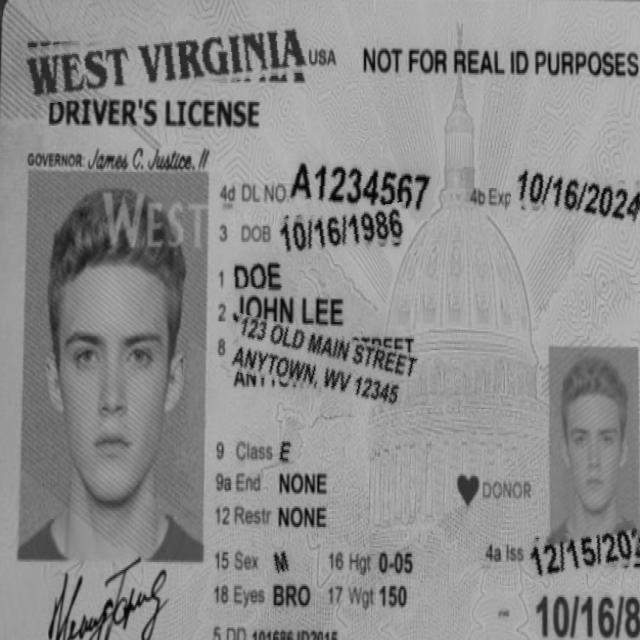 WEST VIRGINIA USA NOT FOR REAL ID PURPOSES
DRIVER'S LICENSE
GOVERNOR: James C. Justice, II
4d DL NO. A1234567 4b Exp 10/16/2024
WEST
3 DOB 10/16/1986
1 DOE
2 JOHN LEE
8 123 OLD MAIN STREET
ANYTOWN, WV 12345
9 Class E
9a End NONE
DONOR
12 Restr NONE
15 Sex M 16 Hgt 0-05 4a Iss 12/15/20
18 Eyes BRO 17 Wgt 150
10/16/8
5 DD 101686JD2015